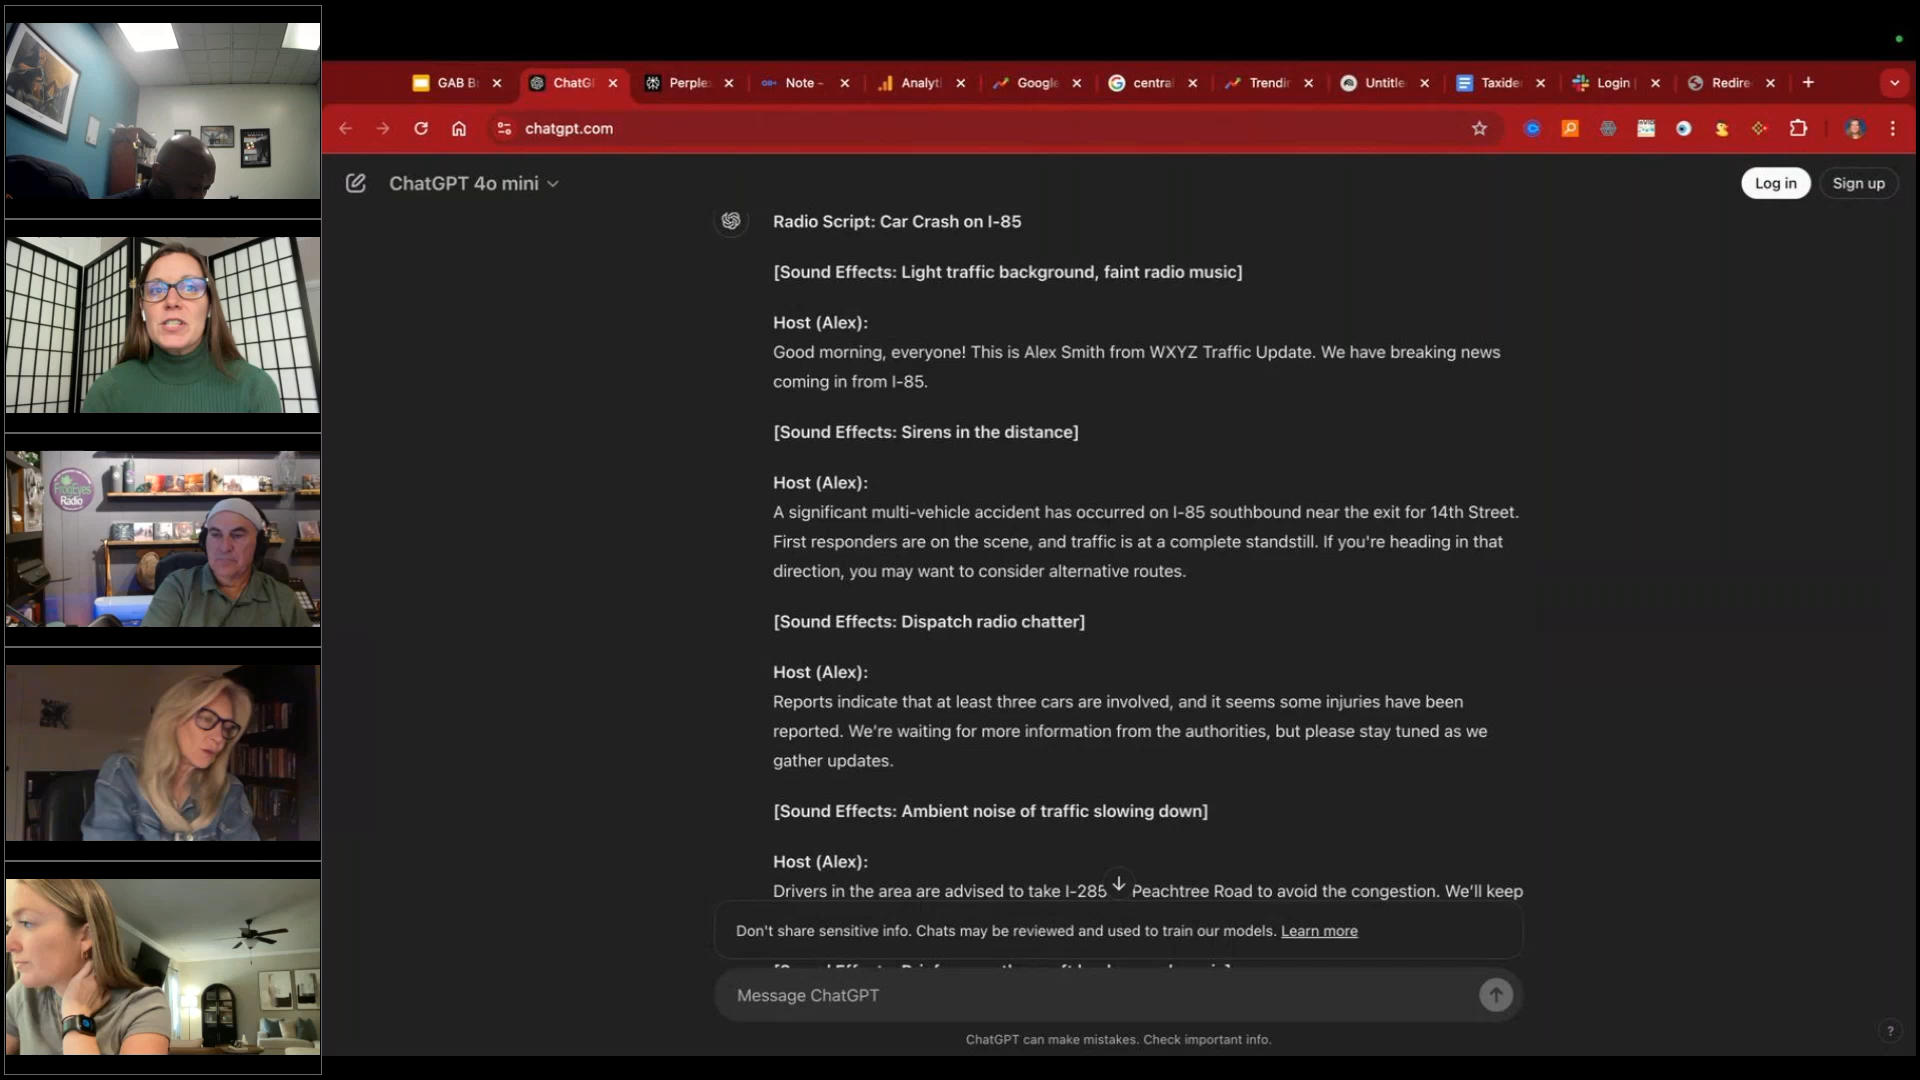 GAB B
ChatG
Perple
Note -
Analyt
Google
centra
Trendi
Untitle
Taxide
Login
Redire
chatgpt.com
ChatGPT 4o mini
Log in
Sign up
Radio Script: Car Crash on I-85
[Sound Effects: Light traffic background, faint radio music]
Host (Alex):
Good morning, everyone! This is Alex Smith from WXYZ Traffic Update. We have breaking news
coming in from I-85.
[Sound Effects: Sirens in the distance]
Host (Alex):
A significant multi-vehicle accident has occurred on I-85 southbound near the exit for 14th Street.
First responders are on the scene, and traffic is at a complete standstill. If you're heading in that
direction, you may want to consider alternative routes.
[Sound Effects: Dispatch radio chatter]
Host (Alex):
Reports indicate that at least three cars are involved, and it seems some injuries have been
reported. We're waiting for more information from the authorities, but please stay tuned as we
gather updates.
[Sound Effects: Ambient noise of traffic slowing down]
Host (Alex):
Drivers in the area are advised to take I-285 Peachtree Road to avoid the congestion. We'll keep
Don't share sensitive info. Chats may be reviewed and used to train our models. Learn more
Message ChatGPT
ChatGPT can make mistakes. Check important info.
?
FrogEyes
Radio